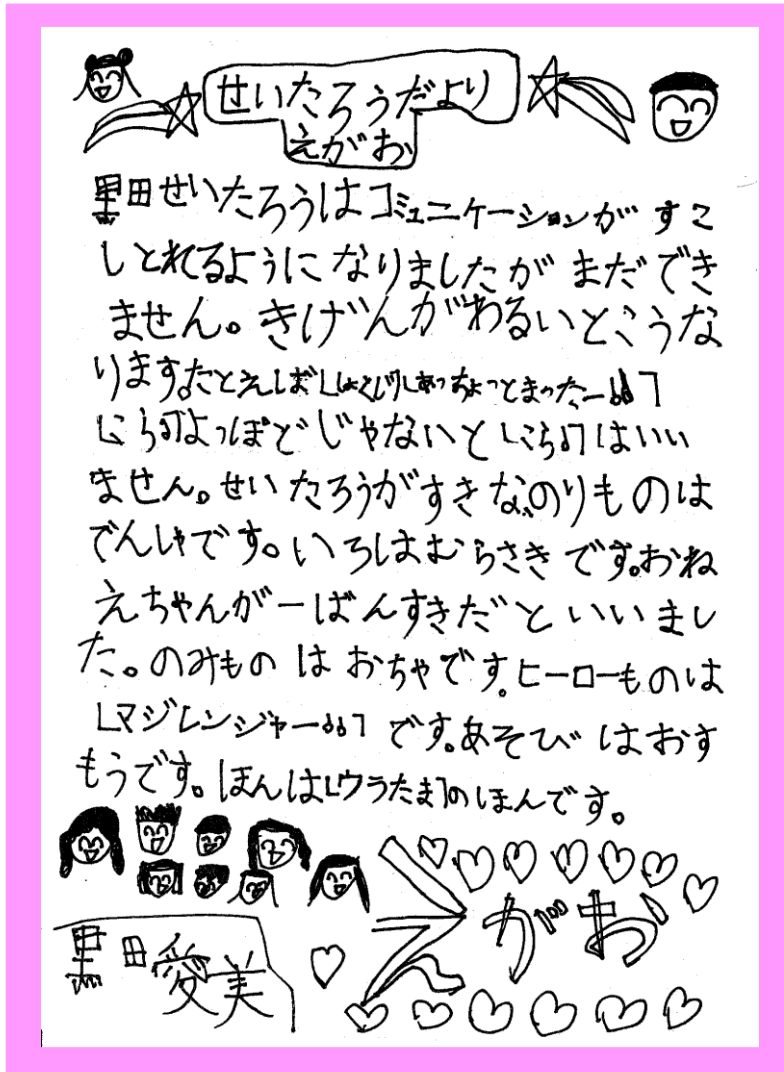 せいたろうだより
えがお
黒田せいたろうはコミュニケーションが すこ
しとれるように なりましたが まだ でき
ません。きげんがわるいと、こうな
ります。たとえば「しょくじ「あっちょっとまったー!!」
「こら!」よっぽどじゃないと「こら!」はいい
ません。せいたろうがすきな、のりものは
でんしゃです。いろはむらさきです。おね
えちゃんが一ばんすきだ といいまし
た。のみもの は おちゃです。ヒーローものは
「マジレンジャー!!」です。あそび はおす
もうです。ほんは「ウラたま」のほんです。
えがお
黒田愛美